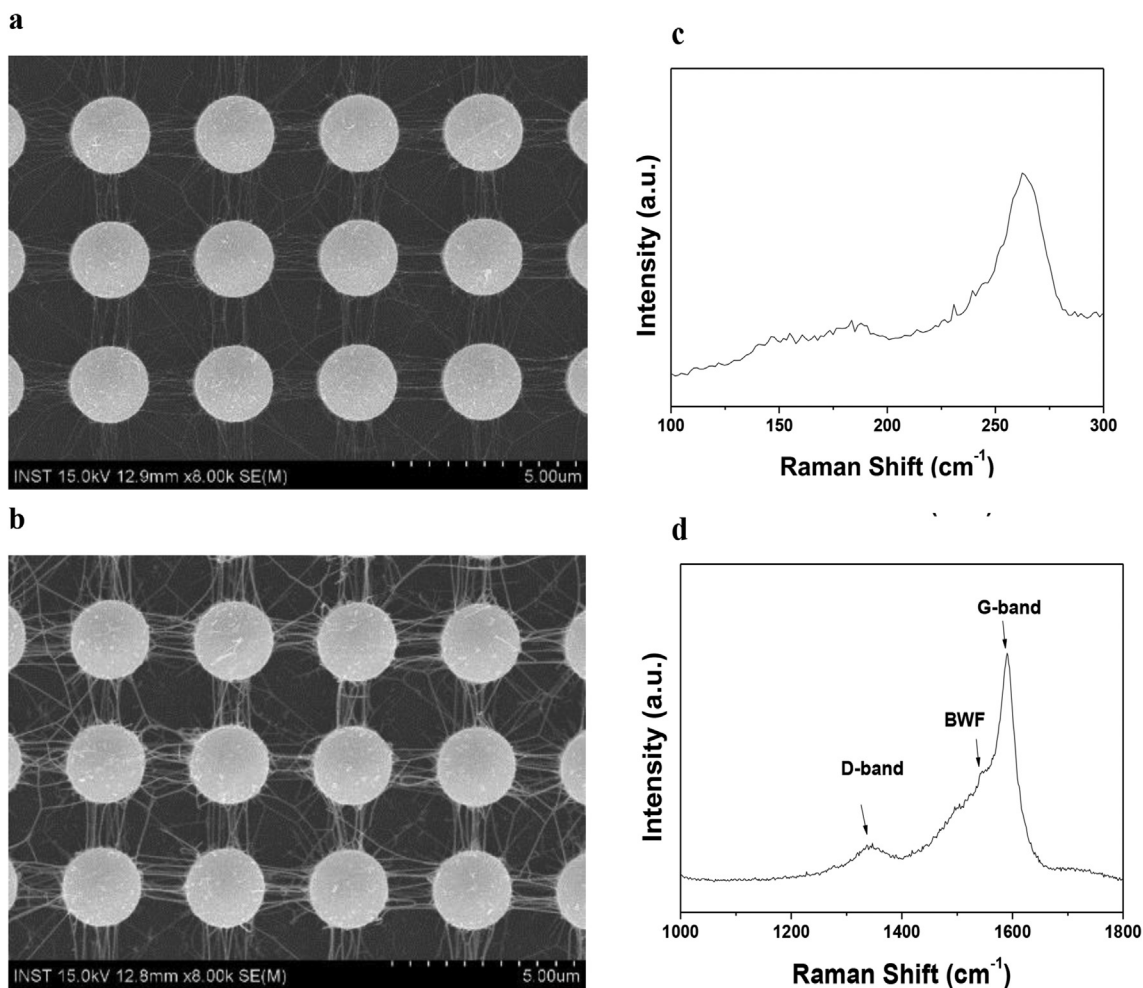 a
INST 15.0kV 12.9mm x8.00k SE(M)
5.00um
b
INST 15.0kV 12.8mm x8.00k SE(M)
5.00um
c
Intensity (a.u.)
100 150 200 250 300
Raman Shift (cm⁻¹)
d
G-band
BWF
D-band
Intensity (a.u.)
1000 1200 1400 1600 1800
Raman Shift (cm⁻¹)